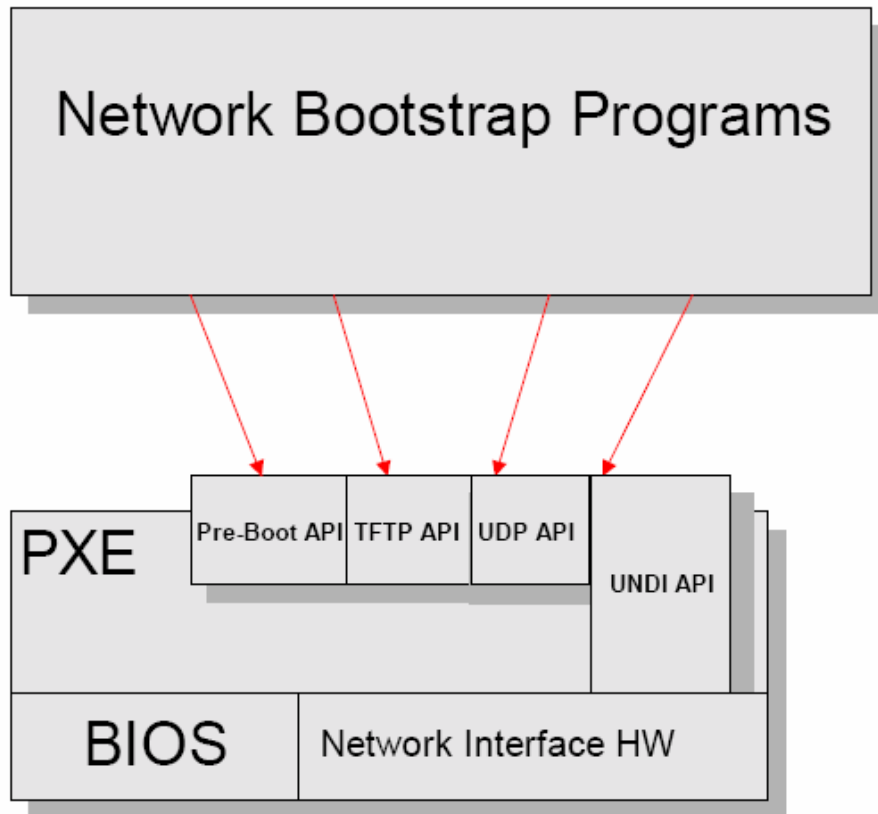 Network Bootstrap Programs
PXE
Pre-Boot API
TFTP API
UDP API
UNDI API
BIOS
Network Interface HW